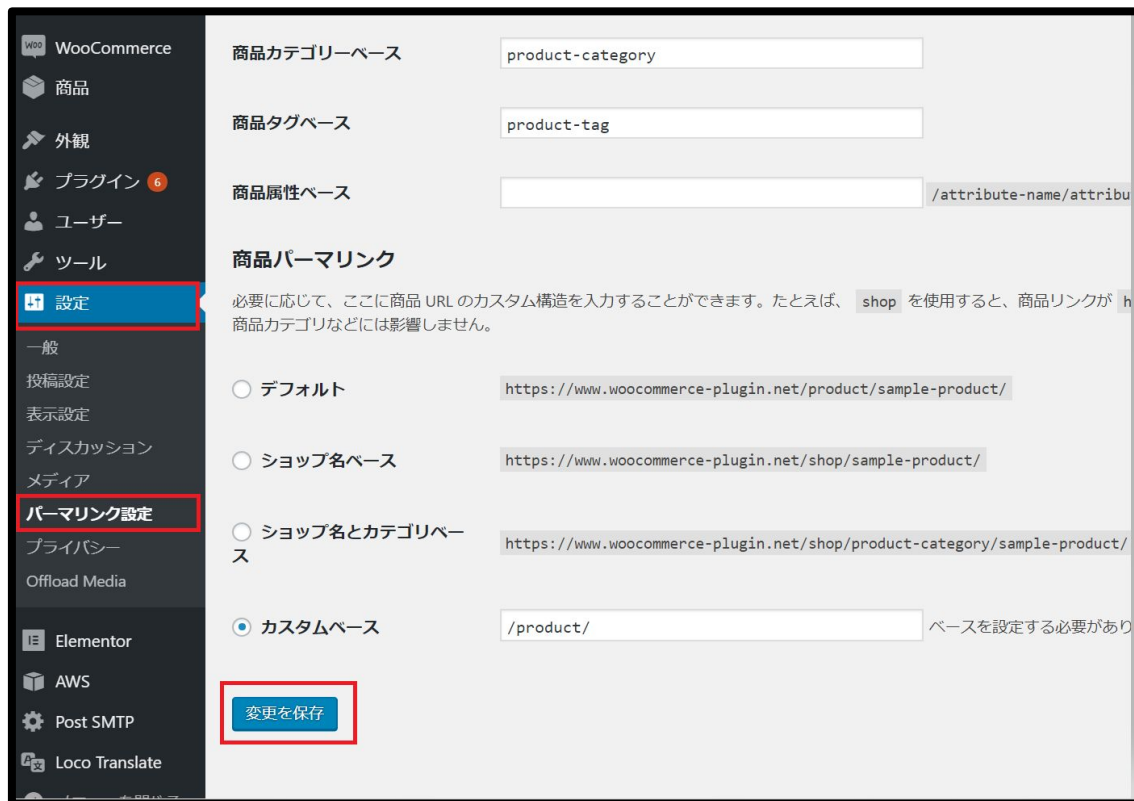 WooCommerce
商品
外観
プラグイン 6
ユーザー
ツール
設定
一般
投稿設定
表示設定
ディスカッション
メディア
パーマリンク設定
プライバシー
Offload Media
Elementor
AWS
Post SMTP
Loco Translate
商品カテゴリーベース product-category
商品タグベース product-tag
商品属性ベース /attribute-name/attribu
商品パーマリンク
必要に応じて、ここに商品 URL のカスタム構造を入力することができます。たとえば、 shop を使用すると、商品リンクが h
商品カテゴリなどには影響しません。
デフォルト https://www.woocommerce-plugin.net/product/sample-product/
ショップ名ベース https://www.woocommerce-plugin.net/shop/sample-product/
ショップ名とカテゴリベー
ス
https://www.woocommerce-plugin.net/shop/product-category/sample-product/
カスタムベース /product/ ベースを設定する必要があり
変更を保存